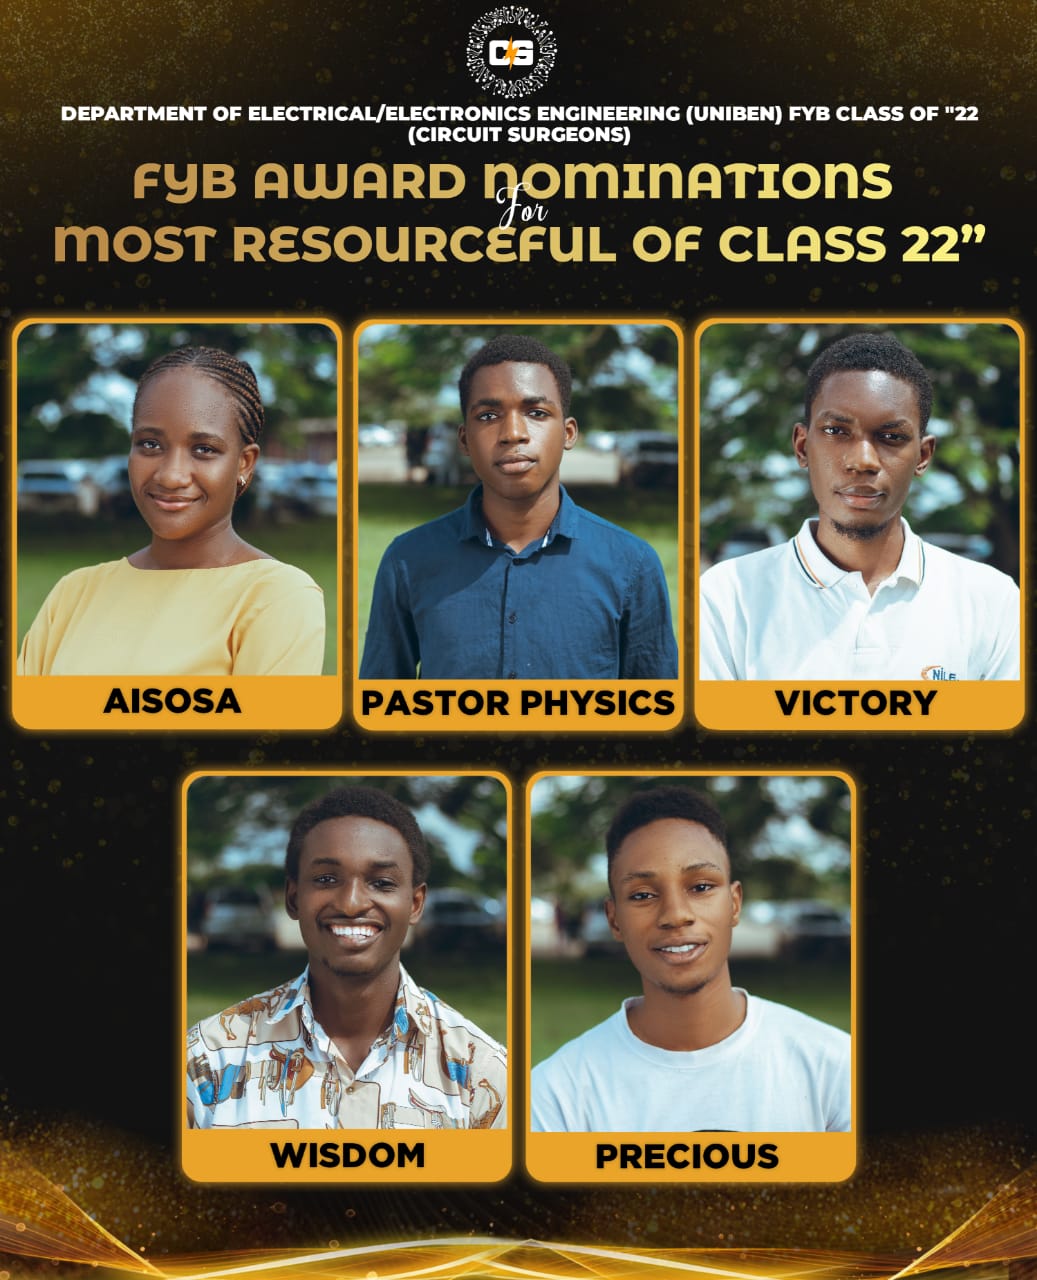 CS
DEPARTMENT OF ELECTRICAL/ELECTRONICS ENGINEERING (UNIBEN) FYB CLASS OF "22
(CIRCUIT SURGEONS)
FYB AWARD NOMINATIONS
For
MOST RESOURCEFUL OF CLASS 22”
NILE.
AISOSA
PASTOR PHYSICS
VICTORY
WISDOM
PRECIOUS